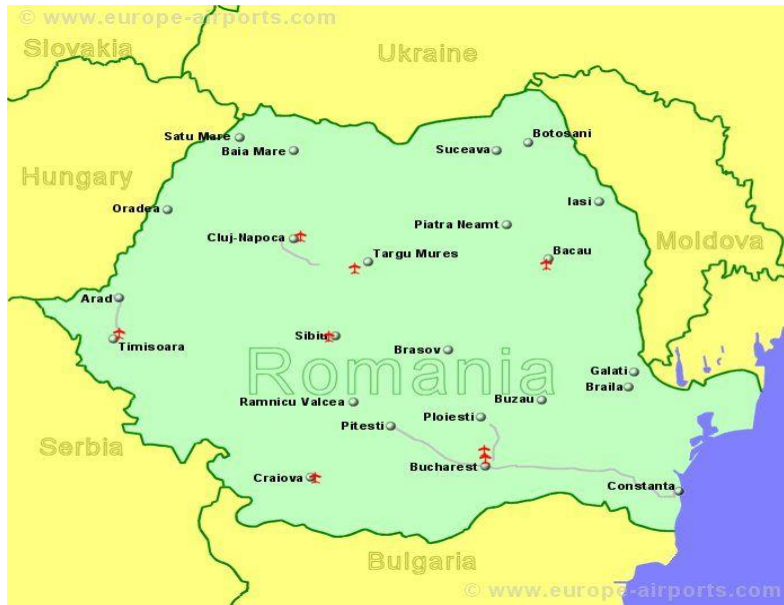 © www.europe-airports.com
Slovakia
Ukraine
Satu Mare
Baia Mare
Suceava
Botosani
Hungary
Oradea
Iasi
Cluj-Napoca
Piatra Neamt
Targu Mures
Bacau
Moldova
Arad
Timisoara
Sibiu
Brasov
Romania
Galati
Braila
Ramnicu Valcea
Buzau
Ploiesti
Pitesti
Serbia
Bucharest
Craiova
Constanta
Bulgaria
© www.europe-airports.com